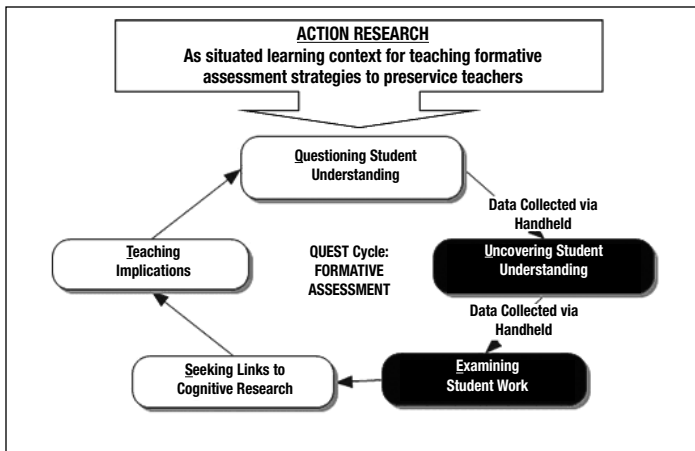 ACTION RESEARCH
As situated learning context for teaching formative
assessment strategies to preservice teachers
Questioning Student
Understanding
Data Collected via
Handheld
Teaching
Implications
QUEST Cycle:
FORMATIVE
ASSESSMENT
Uncovering Student
Understanding
Data Collected via
Handheld
Seeking Links to
Cognitive Research
Examining
Student Work